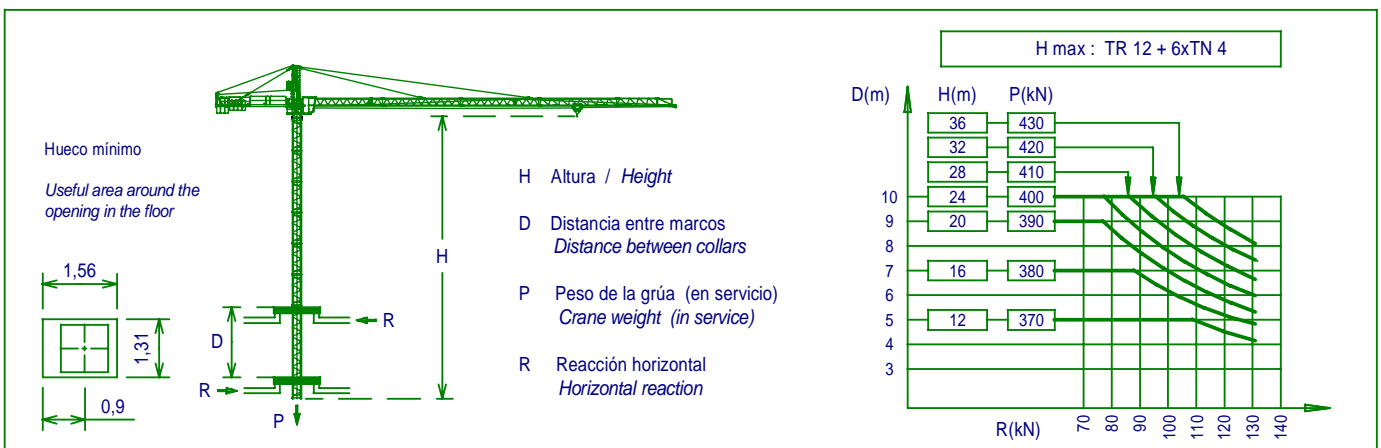 Hueco mínimo
Useful area around the
opening in the floor
1,56
1,31
0,9
H
D
R
R
P
H Altura / Height
D Distancia entre marcos
Distance between collars
P Peso de la grúa (en servicio)
Crane weight (in service)
R Reacción horizontal
Horizontal reaction
H max : TR 12 + 6xTN 4
D(m) H(m) P(kN)
36 430
32 420
28 410
10 24 400
9 20 390
8
7 16 380
6
5 12 370
4
3
R(kN) 70 80 90 100 110 120 130 140